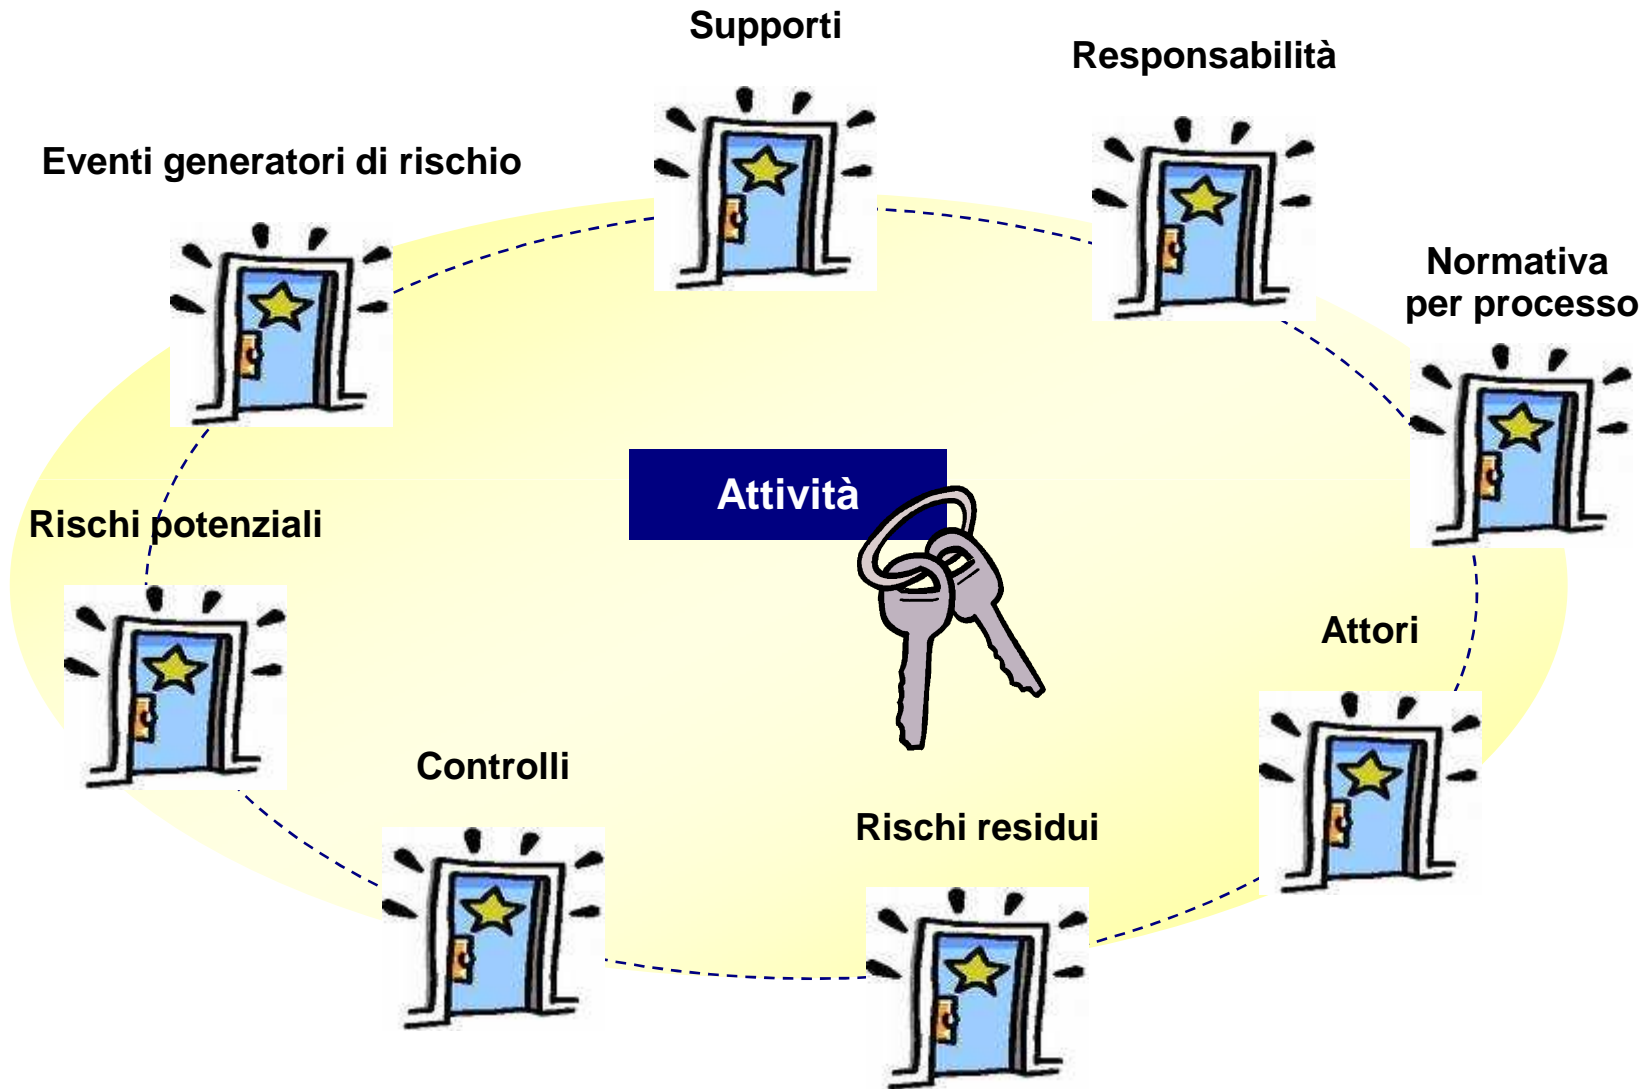 Supporti
Responsabilità
Eventi generatori di rischio
Normativa
per processo
Attività
Rischi potenziali
Attori
Controlli
Rischi residui